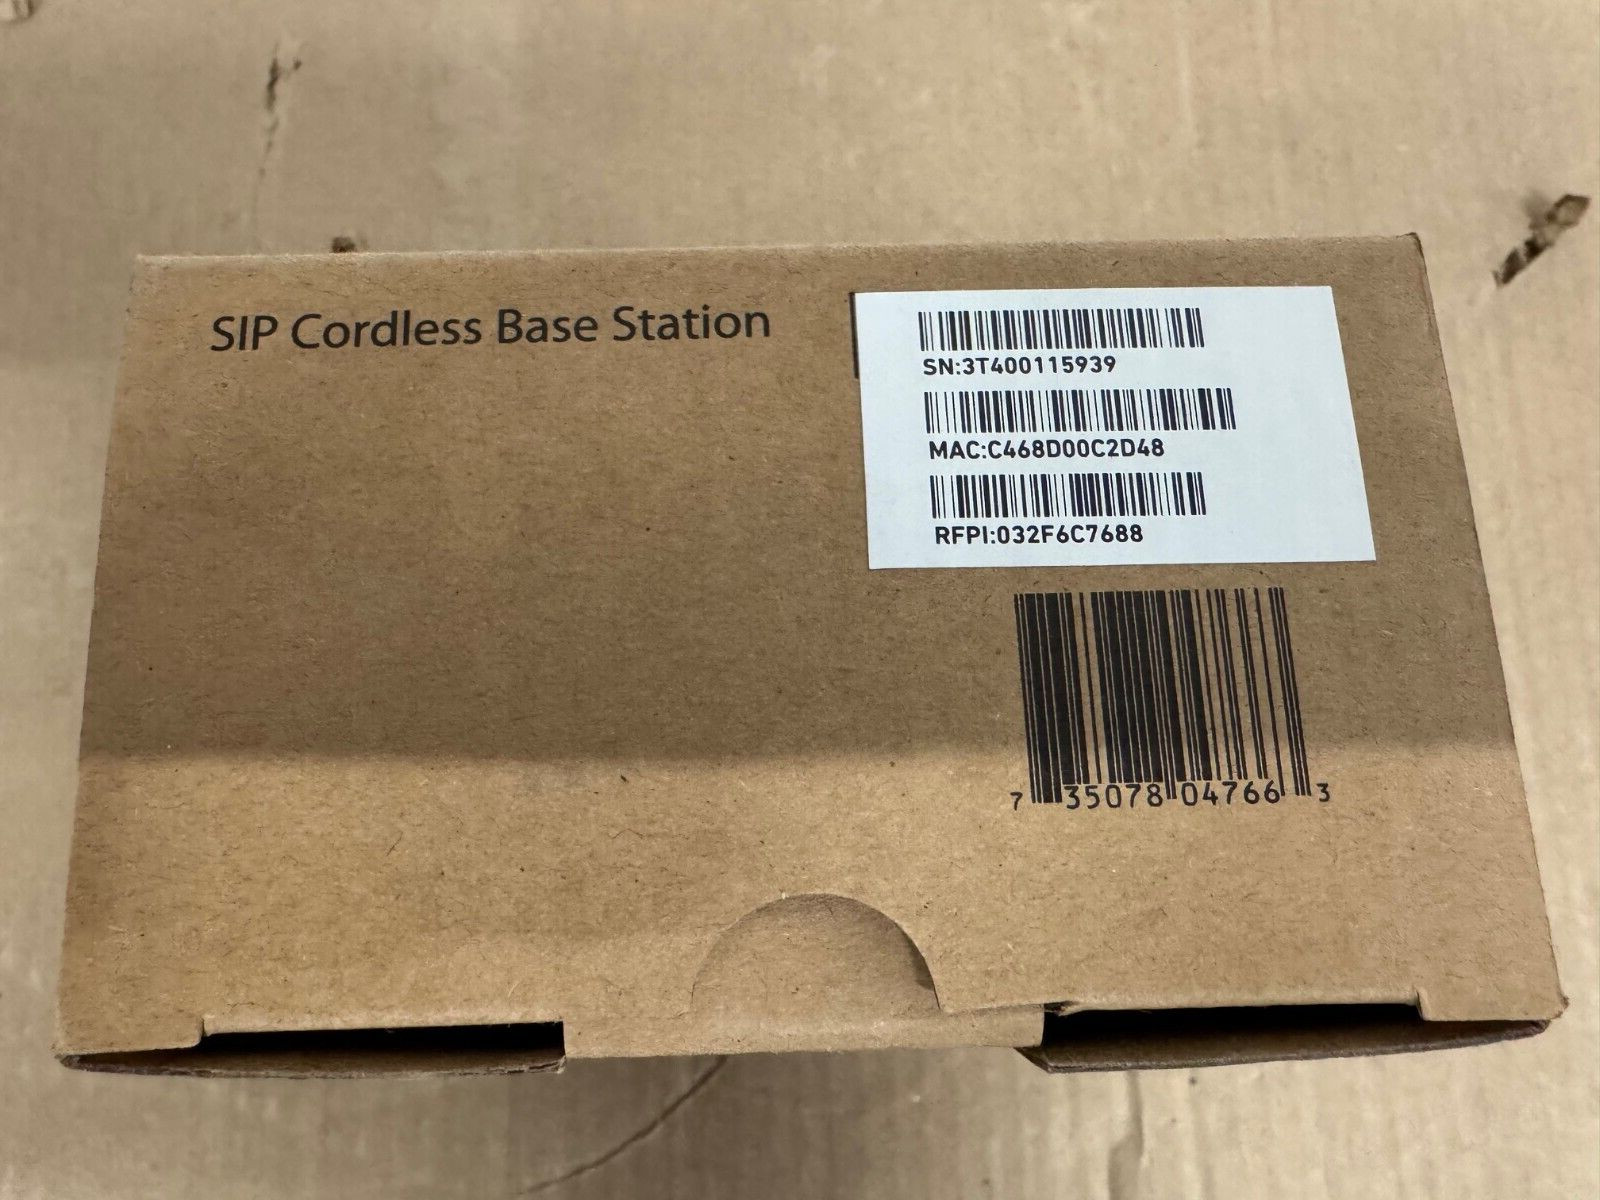 SIP Cordless Base Station
SN:3T400115939
MAC:C468D00C2D48
RFPI:032F6C7688
7 35078 04766 3